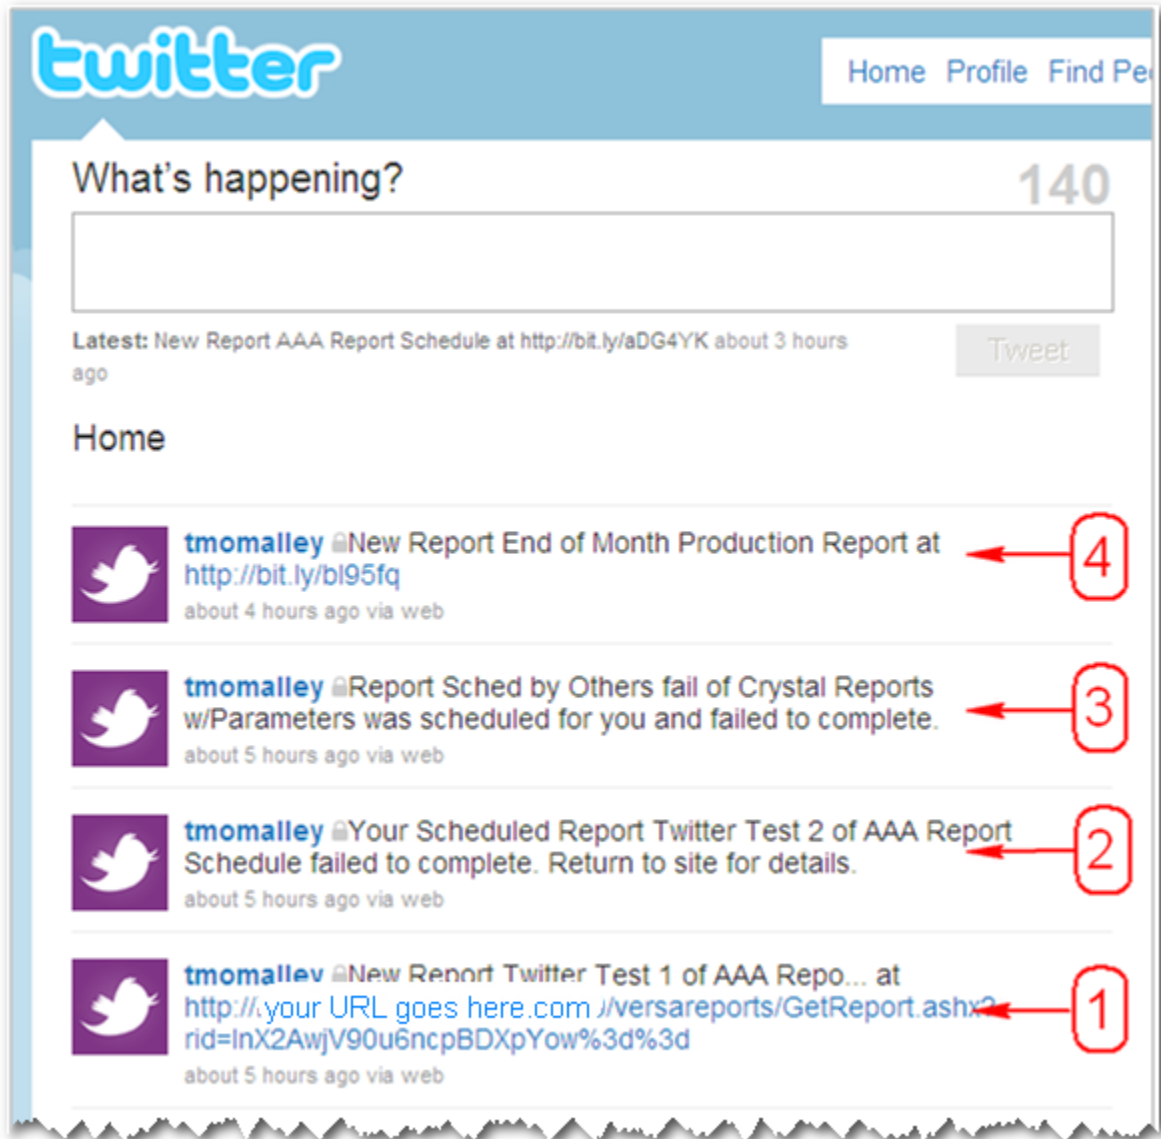 twitter
Home Profile Find Pe
What's happening?
140
Latest: New Report AAA Report Schedule at http://bit.ly/aDG4YK about 3 hours
ago
Tweet
Home
tmomalley New Report End of Month Production Report at
http://bit.ly/bl95fq
about 4 hours ago via web
4
tmomalley Report Sched by Others fail of Crystal Reports
w/Parameters was scheduled for you and failed to complete.
about 5 hours ago via web
3
tmomalley Your Scheduled Report Twitter Test 2 of AAA Report
Schedule failed to complete. Return to site for details.
about 5 hours ago via web
2
tmomalley New Report Twitter Test 1 of AAA Repo... at
http://.your URL goes here.com //versareports/GetReport.ashx?
rid=lnX2AwjV90u6ncpBDXpYow%3d%3d
about 5 hours ago via web
1